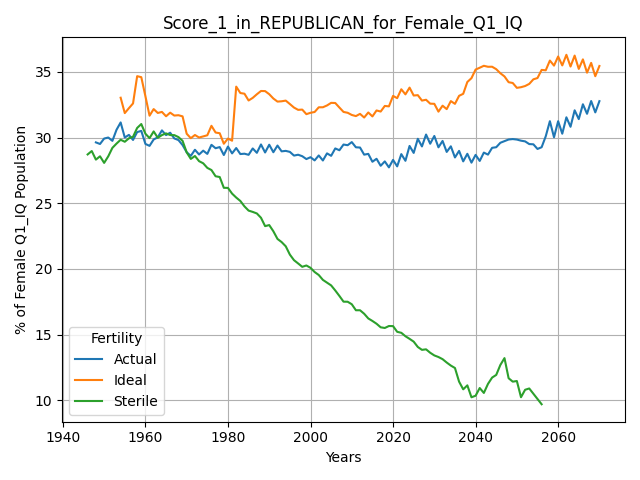 Score_1_in_REPUBLICAN_for_Female_Q1_IQ
% of Female Q1_IQ Population
35
30
25
20
15
10
Fertility
Actual
Ideal
Sterile
1940 1960 1980 2000 2020 2040 2060
Years